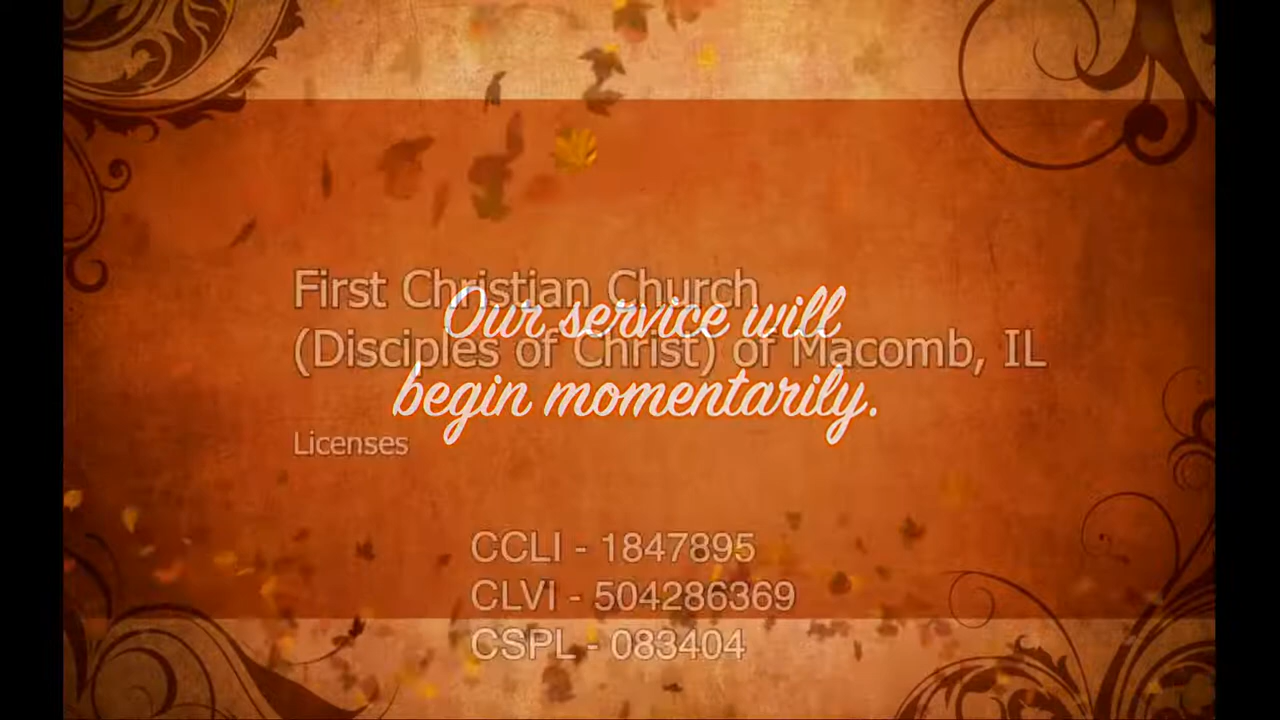 First Christian Church
Our service will
(Disciples of Christ) of Macomb, IL
begin momentarily.
Licenses
CCLI - 1847895
CLVI - 504286369
CSPL - 083404